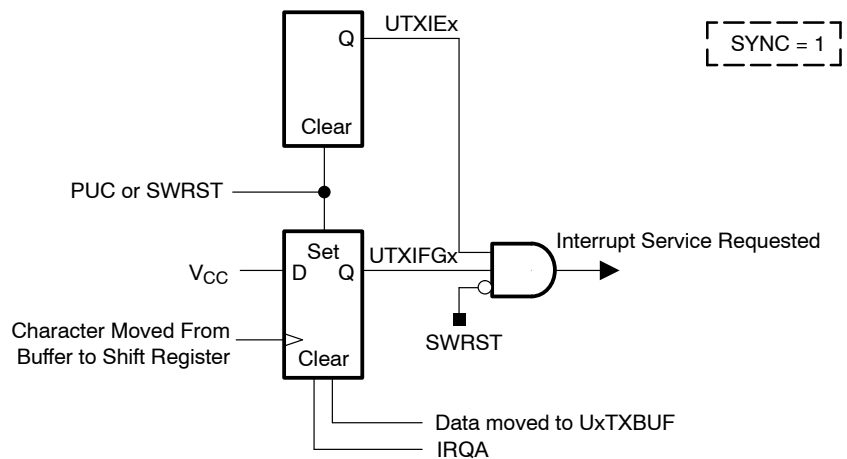 UTXIEx
SYNC = 1
Q
Clear
PUC or SWRST
Set
UTXIFGx
Interrupt Service Requested
VCC
D
Q
Character Moved From
Buffer to Shift Register
SWRST
Clear
Data moved to UxTXBUF
IRQA